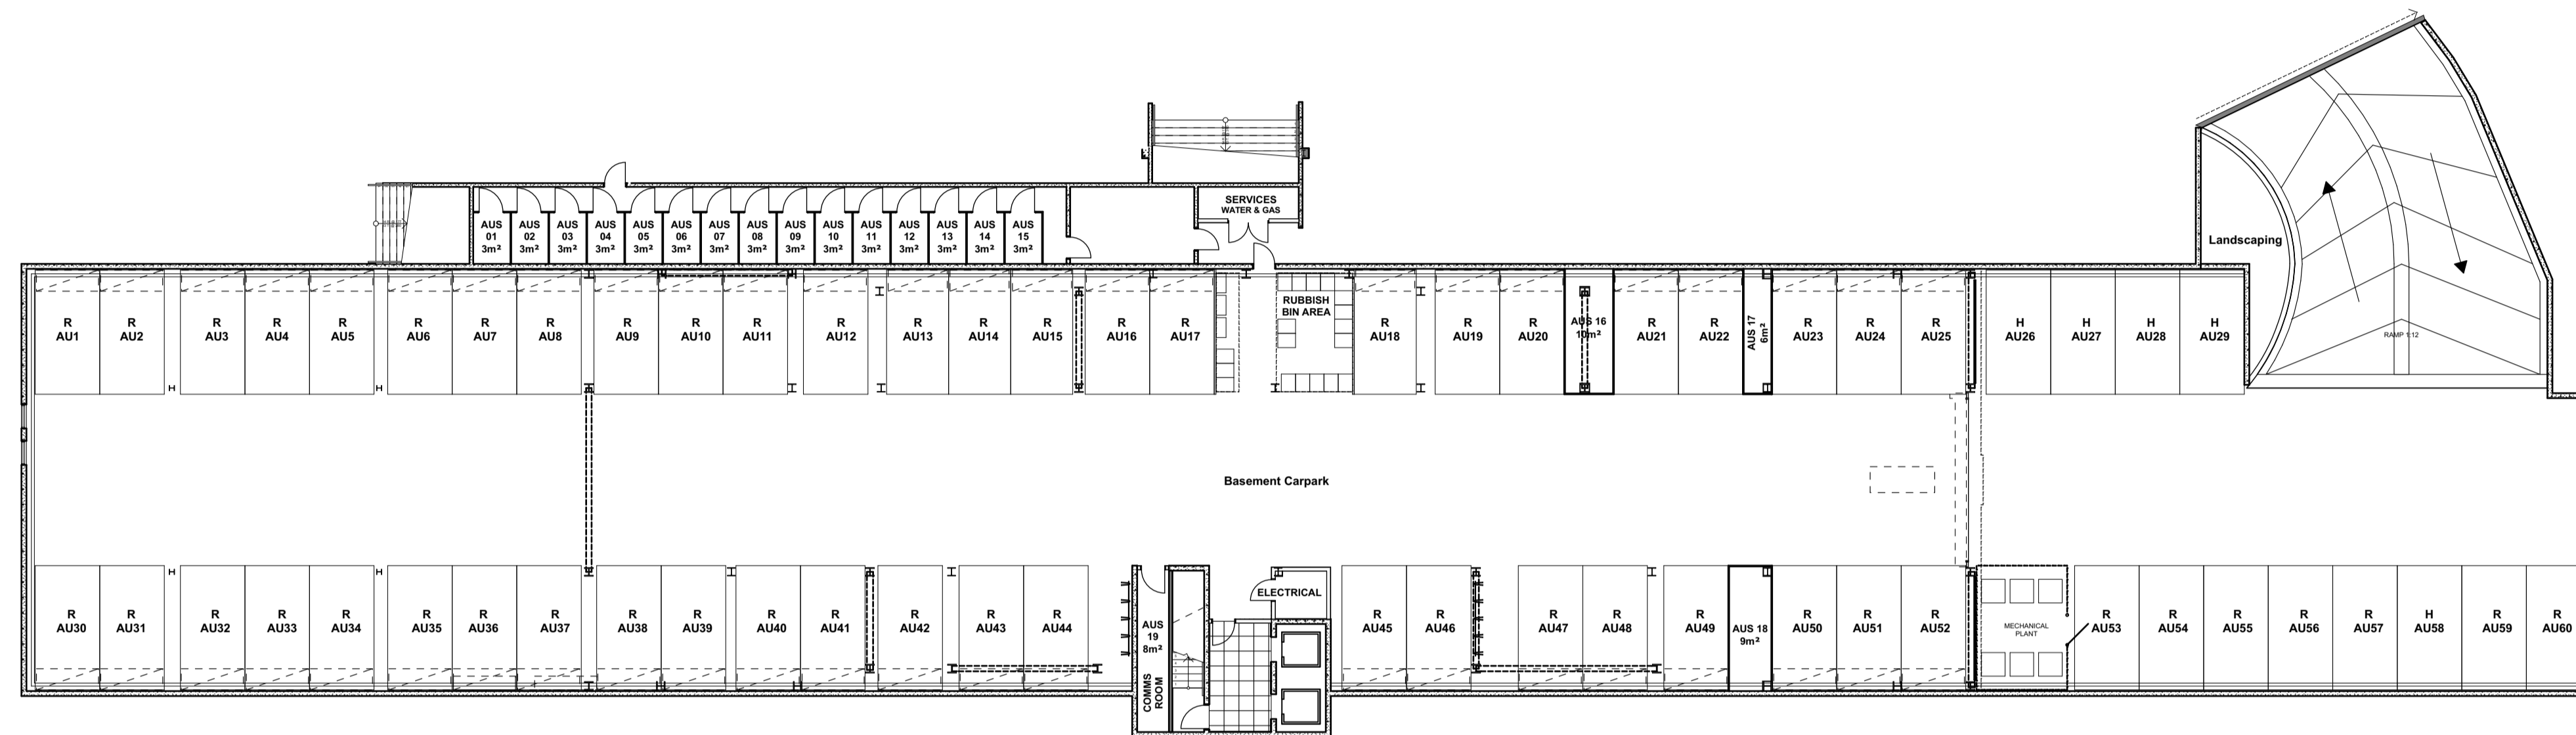 SERVICES
WATER & GAS
AUS
01
3m²
AUS
02
3m²
AUS
03
3m²
AUS
04
3m²
AUS
05
3m²
AUS
06
3m²
AUS
07
3m²
AUS
08
3m²
AUS
09
3m²
AUS
10
3m²
AUS
11
3m²
AUS
12
3m²
AUS
13
3m²
AUS
14
3m²
AUS
15
3m²
Landscaping
R
AU1
R
AU2
R
AU3
R
AU4
R
AU5
R
AU6
R
AU7
R
AU8
R
AU9
R
AU10
R
AU11
R
AU12
R
AU13
R
AU14
R
AU15
R
AU16
R
AU17
RUBBISH
BIN AREA
R
AU18
R
AU19
R
AU20
AUS 16
10m²
R
AU21
R
AU22
AUS 17
6m²
R
AU23
R
AU24
R
AU25
H
AU26
H
AU27
H
AU28
H
AU29
RAMP 1:12
Basement Carpark
R
AU30
R
AU31
R
AU32
R
AU33
R
AU34
R
AU35
R
AU36
R
AU37
R
AU38
R
AU39
R
AU40
R
AU41
R
AU42
R
AU43
R
AU44
AUS
19
8m²
COMMS
ROOM
ELECTRICAL
R
AU45
R
AU46
R
AU47
R
AU48
R
AU49
AUS 18
9m²
R
AU50
R
AU51
R
AU52
MECHANICAL
PLANT
R
AU53
R
AU54
R
AU55
R
AU56
R
AU57
H
AU58
R
AU59
R
AU60